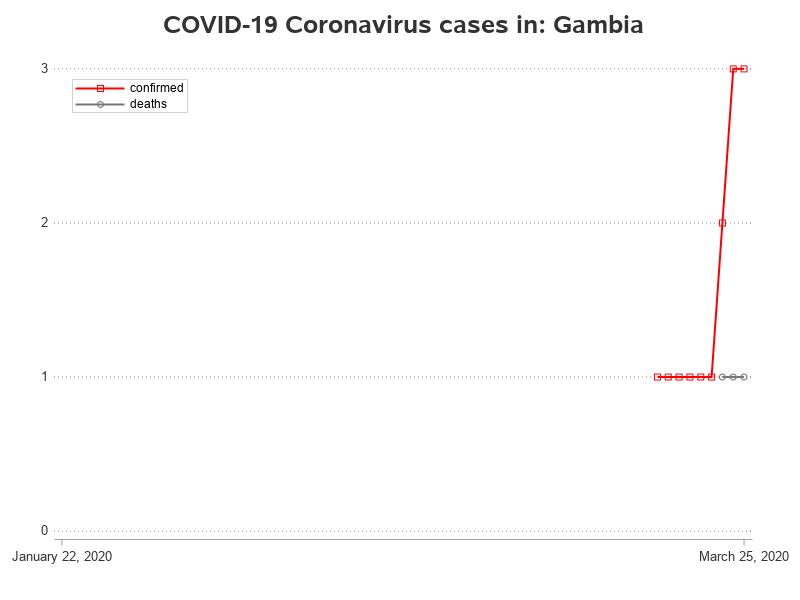 COVID-19 Coronavirus cases in: Gambia
3
confirmed
deaths
2
1
0
January 22, 2020
March 25, 2020